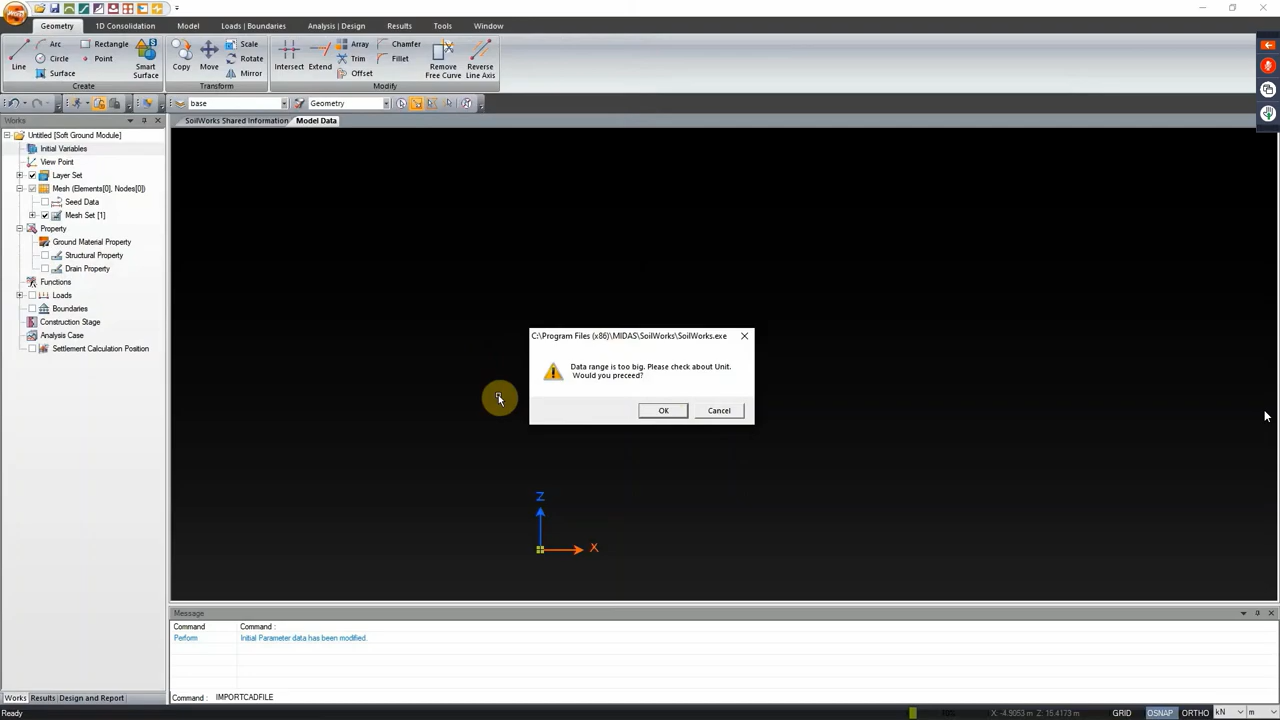 Geometry 1D Consolidation Model Loads | Boundaries Analysis | Design Results Tools Window
Line Arc Rectangle Smart Surface Copy Move Scale Intersect Extend Array Chamfer Remove Free Curve Reverse Line Axis
Circle Point Rotate Trim Fillet
Surface Mirror Offset
Create Transform Modify
base Geometry
Works SoilWorks Shared Information Model Data
Untitled [Soft Ground Module]
Initial Variables
View Point
Layer Set
Mesh (Elements[0], Nodes[0])
Seed Data
Mesh Set [1]
Property
Ground Material Property
Structural Property
Drain Property
Functions
Loads
Boundaries
Construction Stage
Analysis Case
Settlement Calculation Position
C:\Program Files (x86)\MIDAS\SoilWorks\SoilWorks.exe
Data range is too big. Please check about Unit.
Would you preceed?
OK Cancel
Z
X
Message
Command Command :
Perform Initial Parameter data has been modified.
Works Results Design and Report Command : IMPORTCADFILE
Ready X: -4.9053 m Z: 15.4173 m GRID OSNAP ORTHO kN m